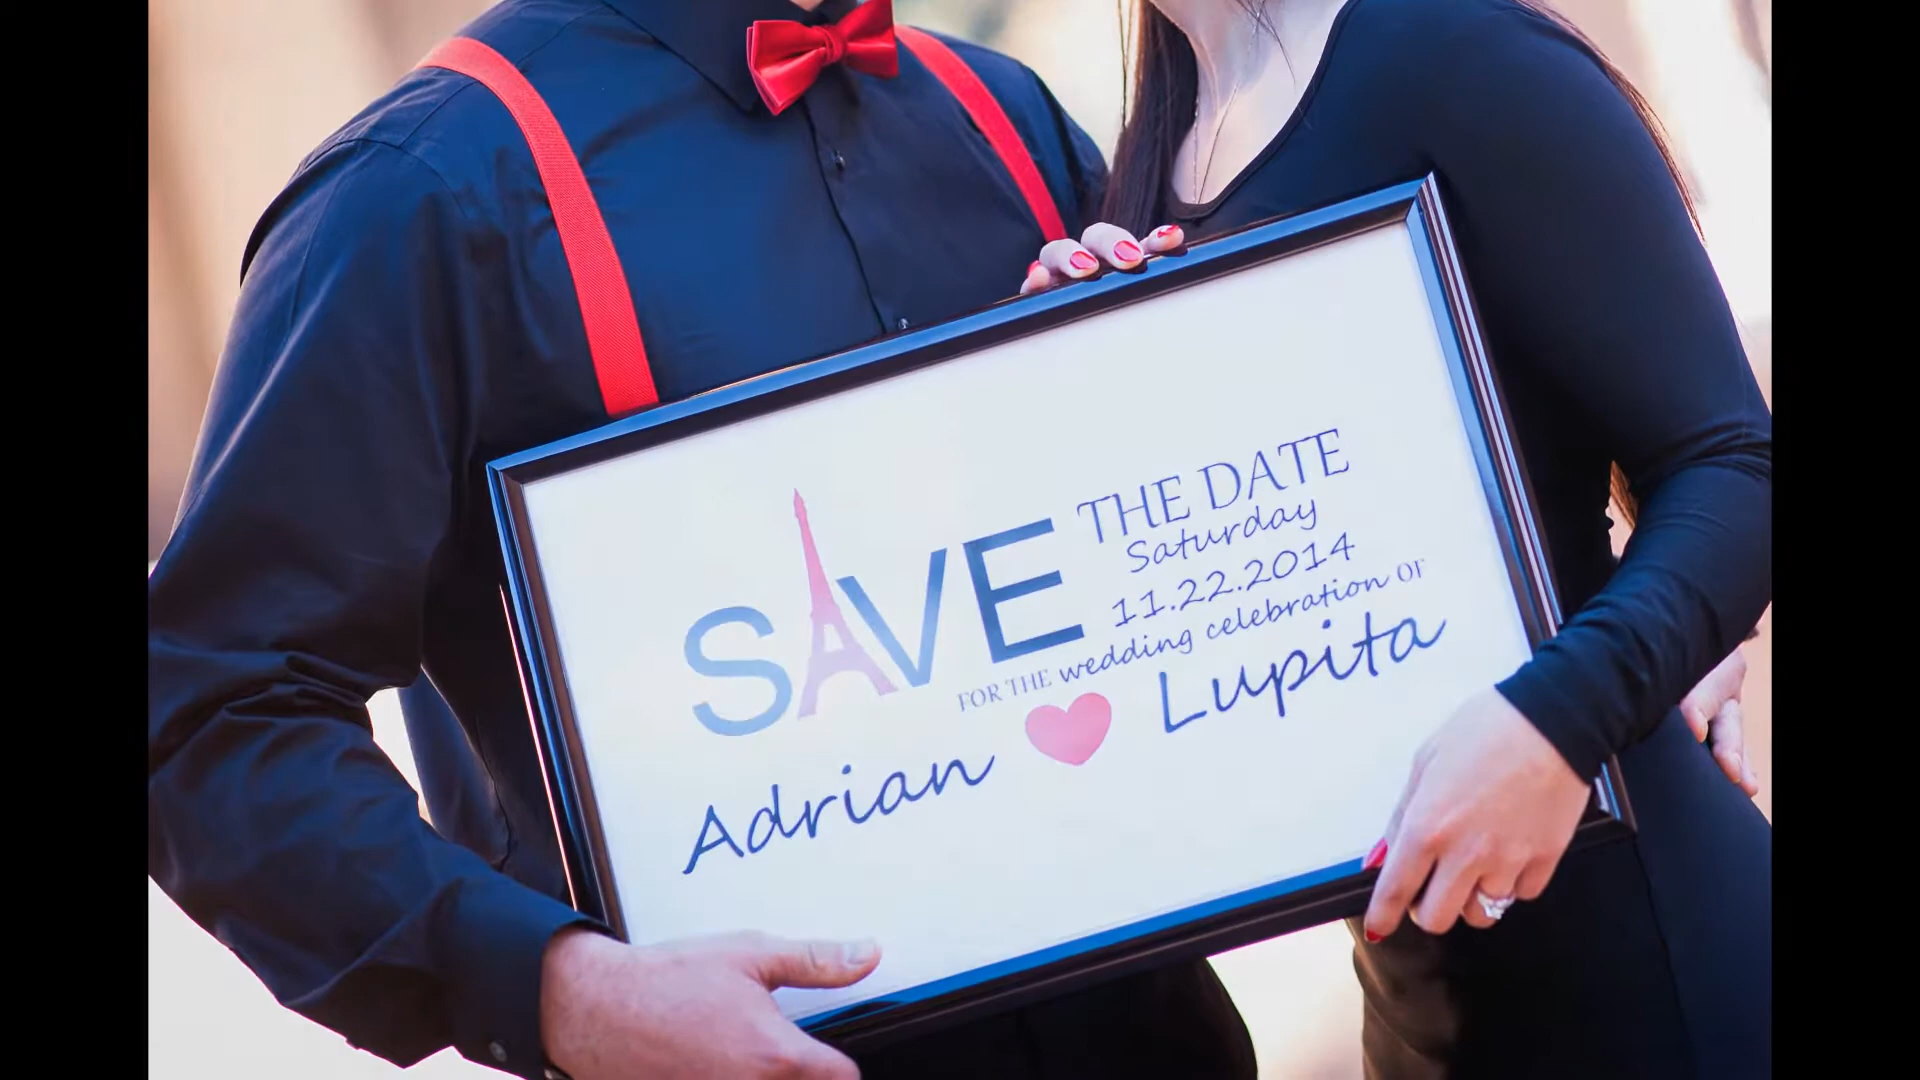 SAVE THE DATE
Saturday
11.22.2014
FOR THE wedding celebration OF
Adrian Lupita